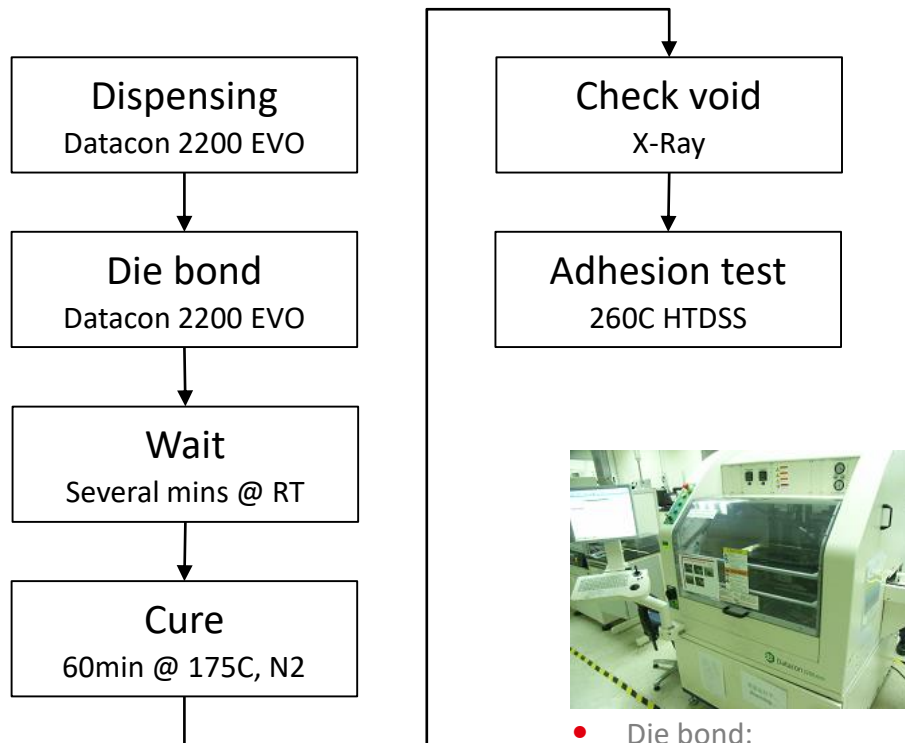 Dispensing
Datacon 2200 EVO
Die bond
Datacon 2200 EVO
Wait
Several mins @ RT
Cure
60min @ 175C, N2
Check void
X-Ray
Adhesion test
260C HTDSS
Datacon
• Die bond: